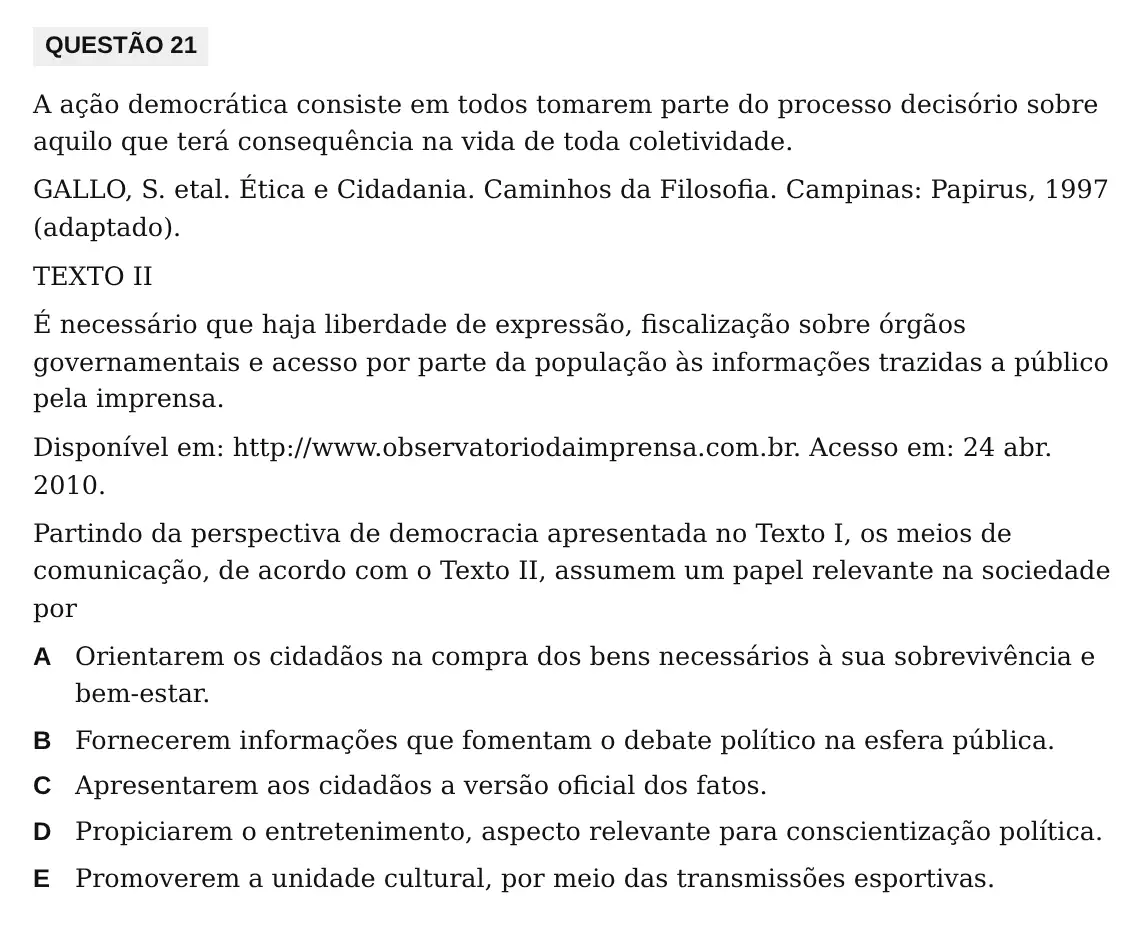 QUESTÃO 21
A ação democrática consiste em todos tomarem parte do processo decisório sobre
aquilo que terá consequência na vida de toda coletividade.
GALLO, S. etal. Ética e Cidadania. Caminhos da Filosofia. Campinas: Papirus, 1997
(adaptado).
TEXTO II
É necessário que haja liberdade de expressão, fiscalização sobre órgãos
governamentais e acesso por parte da população às informações trazidas a público
pela imprensa.
Disponível em: http://www.observatoriodaimprensa.com.br. Acesso em: 24 abr.
2010.
Partindo da perspectiva de democracia apresentada no Texto I, os meios de
comunicação, de acordo com o Texto II, assumem um papel relevante na sociedade
por
A Orientarem os cidadãos na compra dos bens necessários à sua sobrevivência e
bem-estar.
B Fornecerem informações que fomentam o debate político na esfera pública.
C Apresentarem aos cidadãos a versão oficial dos fatos.
D Propiciarem o entretenimento, aspecto relevante para conscientização política.
E Promoverem a unidade cultural, por meio das transmissões esportivas.